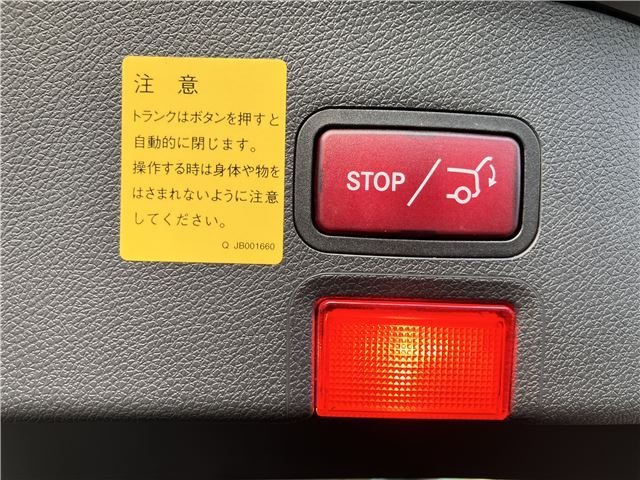 注 意
トランクはボタンを押すと
自動的に閉じます。
操作する時は身体や物を
はさまれないように注意
してください。
Q JB001660
STOP /